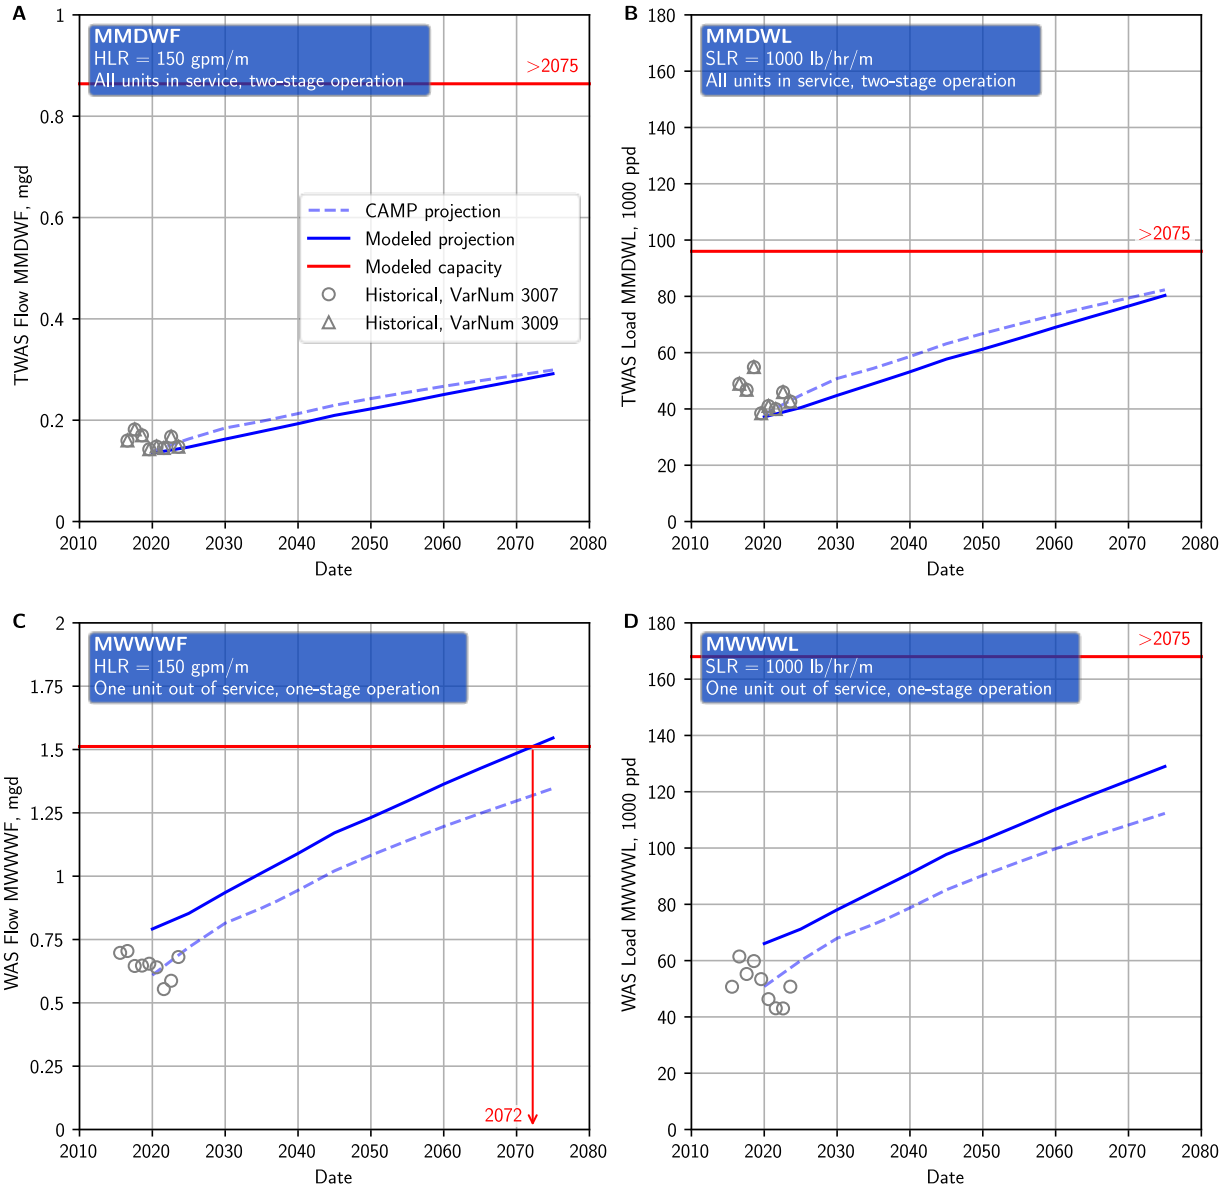 A
MMDWF
HLR = 150 gpm/m
All units in service, two-stage operation
>2075
1
0.8
0.6
0.4
0.2
0
TWAS Flow MMDWF, mgd
CAMP projection
Modeled projection
Modeled capacity
Historical, VarNum 3007
Historical, VarNum 3009
2010 2020 2030 2040 2050 2060 2070 2080
Date
B
MMDWL
SLR = 1000 lb/hr/m
All units in service, two-stage operation
>2075
180
160
140
120
100
80
60
40
20
0
TWAS Load MMDWL, 1000 ppd
2010 2020 2030 2040 2050 2060 2070 2080
Date
C
MWWWF
HLR = 150 gpm/m
One unit out of service, one-stage operation
2
1.75
1.5
1.25
1
0.75
0.5
0.25
0
WAS Flow MWWWF, mgd
2072
2010 2020 2030 2040 2050 2060 2070 2080
Date
D
MWWWL
SLR = 1000 lb/hr/m
One unit out of service, one-stage operation
>2075
180
160
140
120
100
80
60
40
20
0
WAS Load MWWWL, 1000 ppd
2010 2020 2030 2040 2050 2060 2070 2080
Date